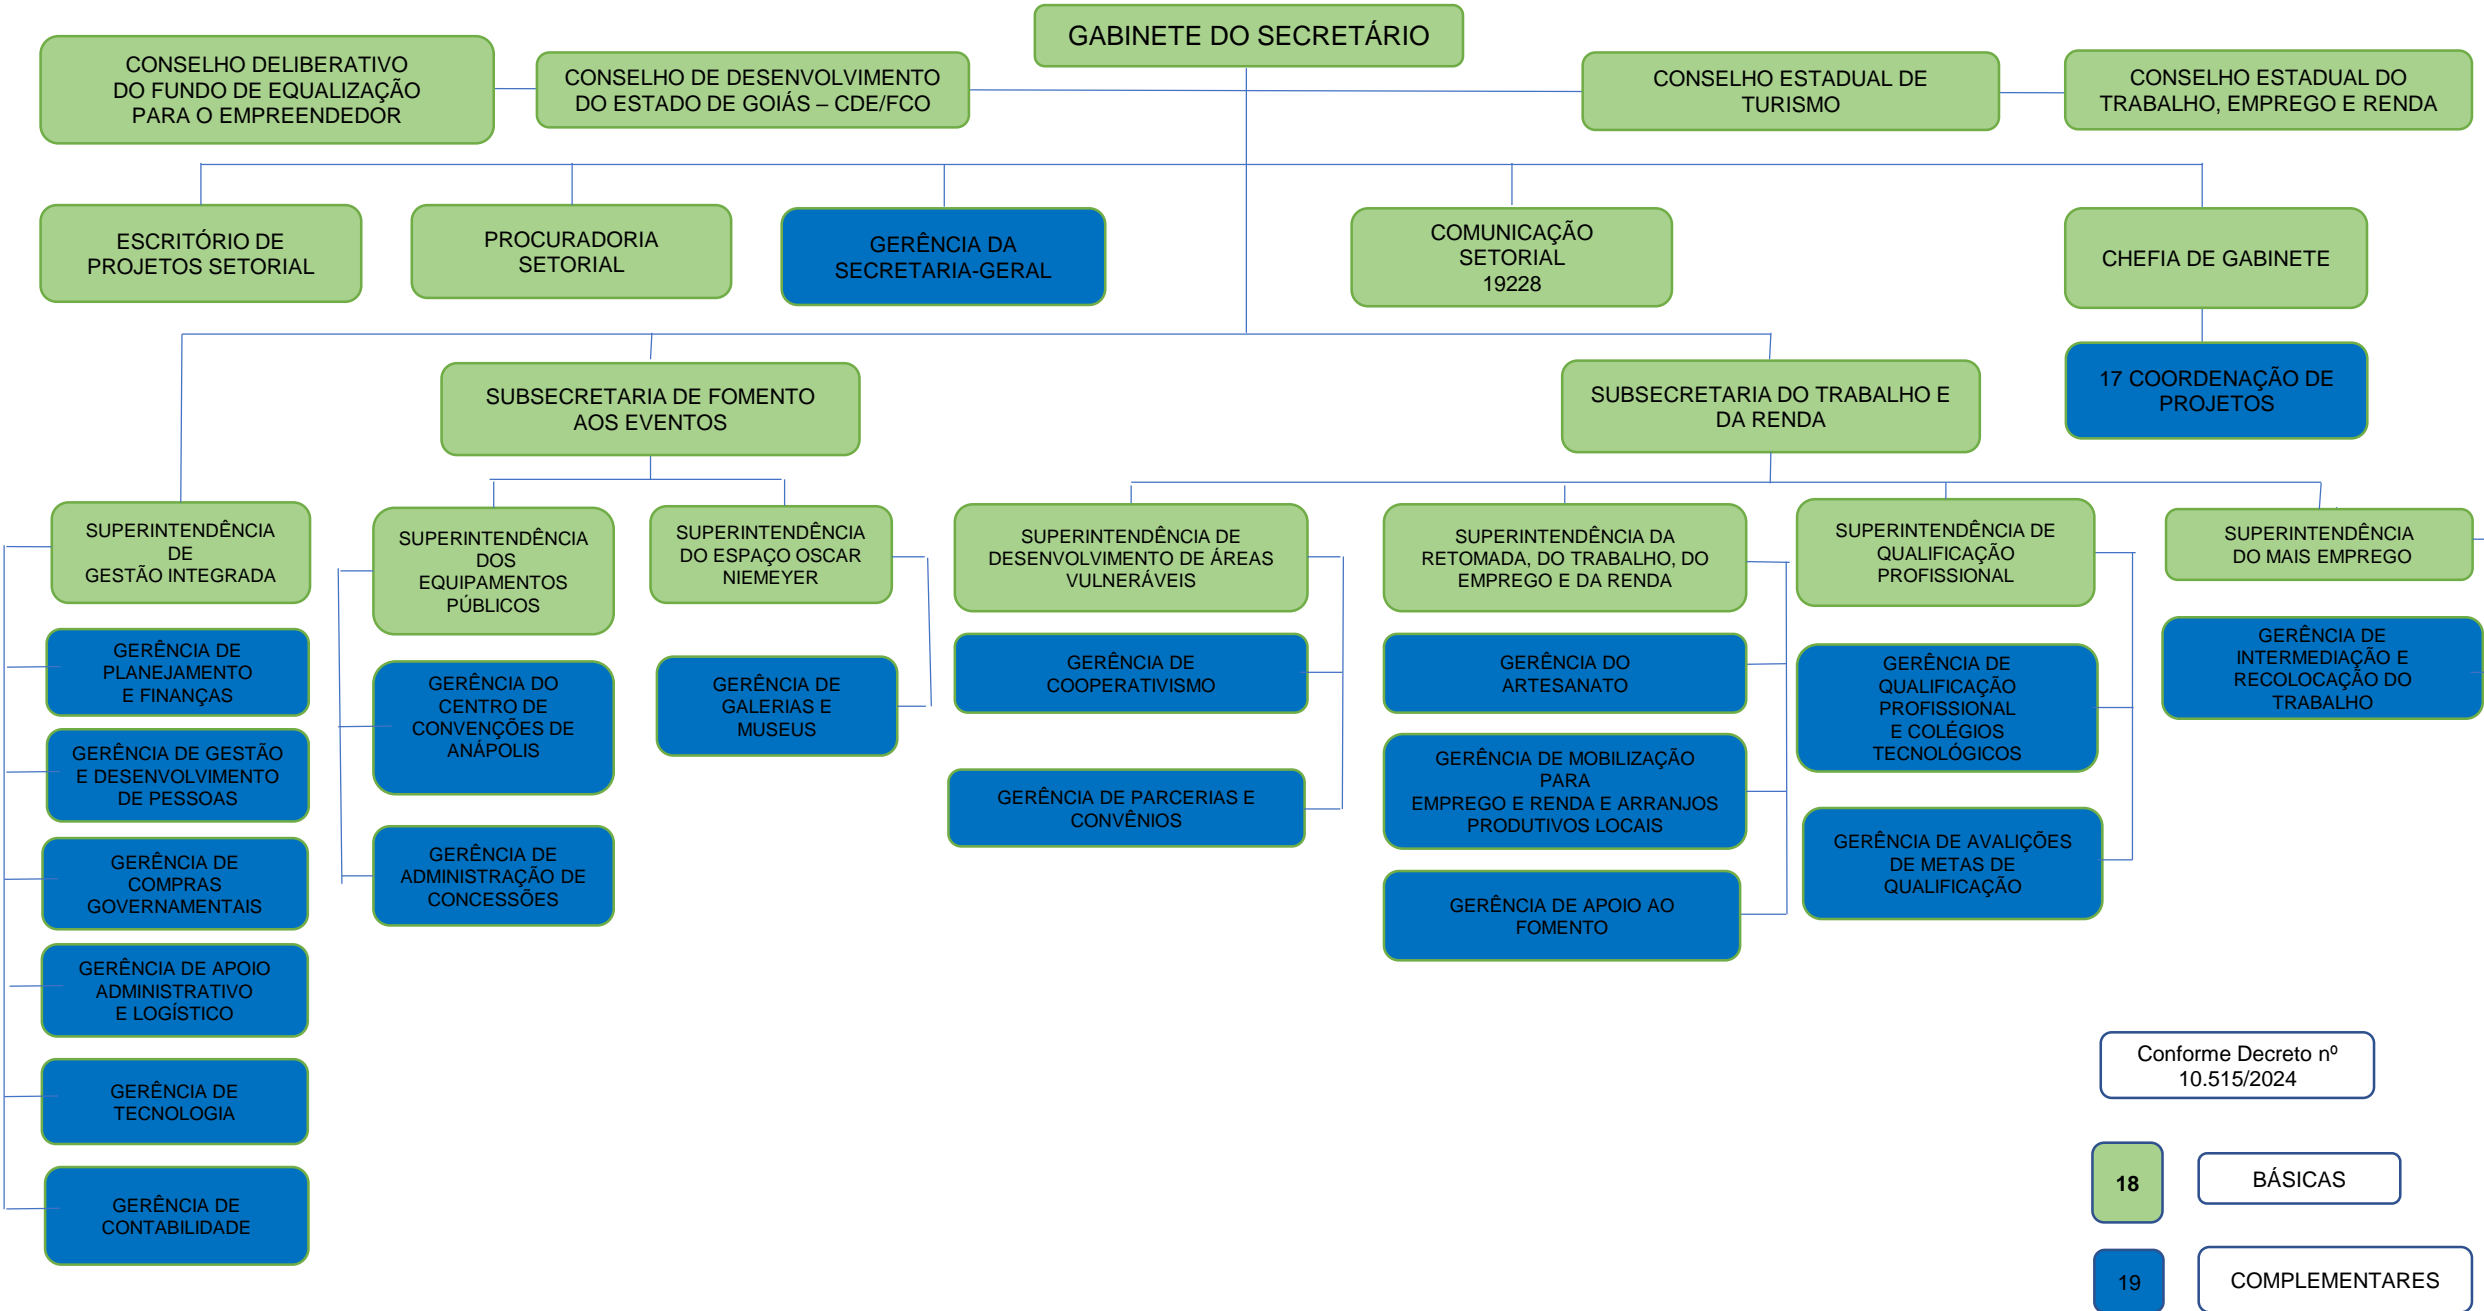 GABINETE DO SECRETÁRIO
CONSELHO DELIBERATIVO
DO FUNDO DE EQUALIZAÇÃO
PARA O EMPREENDEDOR
CONSELHO DE DESENVOLVIMENTO
DO ESTADO DE GOIÁS – CDE/FCO
CONSELHO ESTADUAL DE
TURISMO
CONSELHO ESTADUAL DO
TRABALHO, EMPREGO E RENDA
ESCRITÓRIO DE
PROJETOS SETORIAL
PROCURADORIA
SETORIAL
GERÊNCIA DA
SECRETARIA-GERAL
COMUNICAÇÃO
SETORIAL
19228
CHEFIA DE GABINETE
SUBSECRETARIA DE FOMENTO
AOS EVENTOS
SUBSECRETARIA DO TRABALHO E
DA RENDA
17 COORDENAÇÃO DE
PROJETOS
SUPERINTENDÊNCIA
DE
GESTÃO INTEGRADA
SUPERINTENDÊNCIA
DOS
EQUIPAMENTOS
PÚBLICOS
SUPERINTENDÊNCIA
DO ESPAÇO OSCAR
NIEMEYER
SUPERINTENDÊNCIA DE
DESENVOLVIMENTO DE ÁREAS
VULNERÁVEIS
SUPERINTENDÊNCIA DA
RETOMADA, DO TRABALHO, DO
EMPREGO E DA RENDA
SUPERINTENDÊNCIA DE
QUALIFICAÇÃO
PROFISSIONAL
SUPERINTENDÊNCIA
DO MAIS EMPREGO
GERÊNCIA DE
PLANEJAMENTO
E FINANÇAS
GERÊNCIA DE GESTÃO
E DESENVOLVIMENTO
DE PESSOAS
GERÊNCIA DE
COMPRAS
GOVERNAMENTAIS
GERÊNCIA DE APOIO
ADMINISTRATIVO
E LOGÍSTICO
GERÊNCIA DE
TECNOLOGIA
GERÊNCIA DE
CONTABILIDADE
GERÊNCIA DO
CENTRO DE
CONVENÇÕES DE
ANÁPOLIS
GERÊNCIA DE
ADMINISTRAÇÃO DE
CONCESSÕES
GERÊNCIA DE
GALERIAS E
MUSEUS
GERÊNCIA DE
COOPERATIVISMO
GERÊNCIA DE PARCERIAS E
CONVÊNIOS
GERÊNCIA DO
ARTESANATO
GERÊNCIA DE MOBILIZAÇÃO
PARA
EMPREGO E RENDA E ARRANJOS
PRODUTIVOS LOCAIS
GERÊNCIA DE APOIO AO
FOMENTO
GERÊNCIA DE
QUALIFICAÇÃO
PROFISSIONAL
E COLÉGIOS
TECNOLÓGICOS
GERÊNCIA DE AVALIÇÕES
DE METAS DE
QUALIFICAÇÃO
GERÊNCIA DE
INTERMEDIAÇÃO E
RECOLOCAÇÃO DO
TRABALHO
Conforme Decreto nº
10.515/2024
18
BÁSICAS
19
COMPLEMENTARES